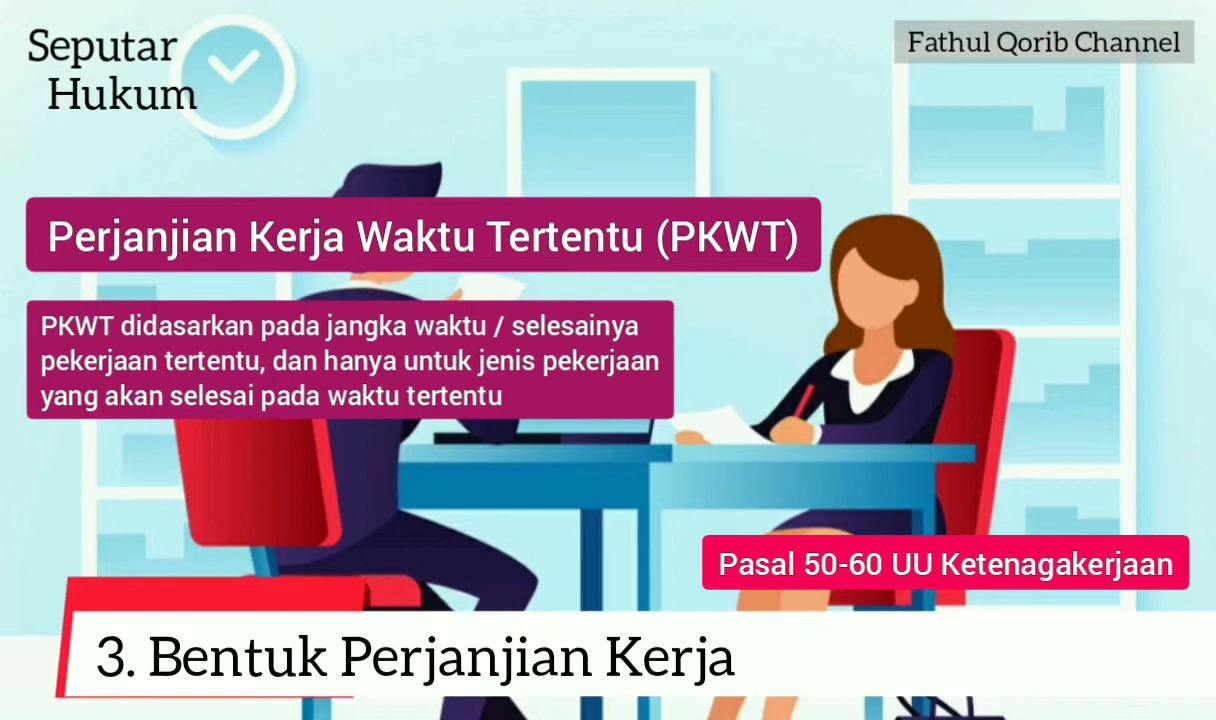 Seputar
Hukum
Fathul Qorib Channel
Perjanjian Kerja Waktu Tertentu (PKWT)
PKWT didasarkan pada jangka waktu / selesainya
pekerjaan tertentu, dan hanya untuk jenis pekerjaan
yang akan selesai pada waktu tertentu
Pasal 50-60 UU Ketenagakerjaan
3. Bentuk Perjanjian Kerja